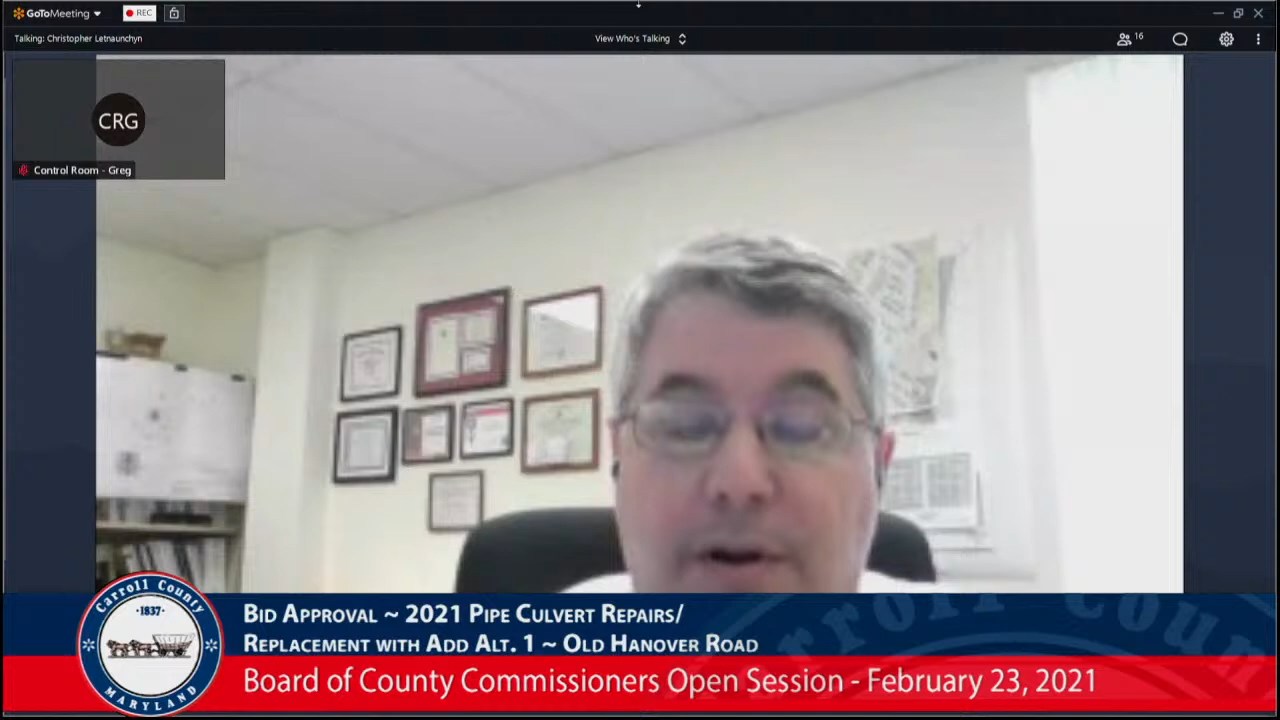 GoToMeeting
REC
Talking: Christopher Letnaunchyn
View Who's Talking
16
CRG
Control Room - Greg
Carroll County
1837
MARYLAND
BID APPROVAL ~ 2021 PIPE CULVERT REPAIRS/
REPLACEMENT WITH ADD ALT. 1 ~ OLD HANOVER ROAD
Board of County Commissioners Open Session - February 23, 2021